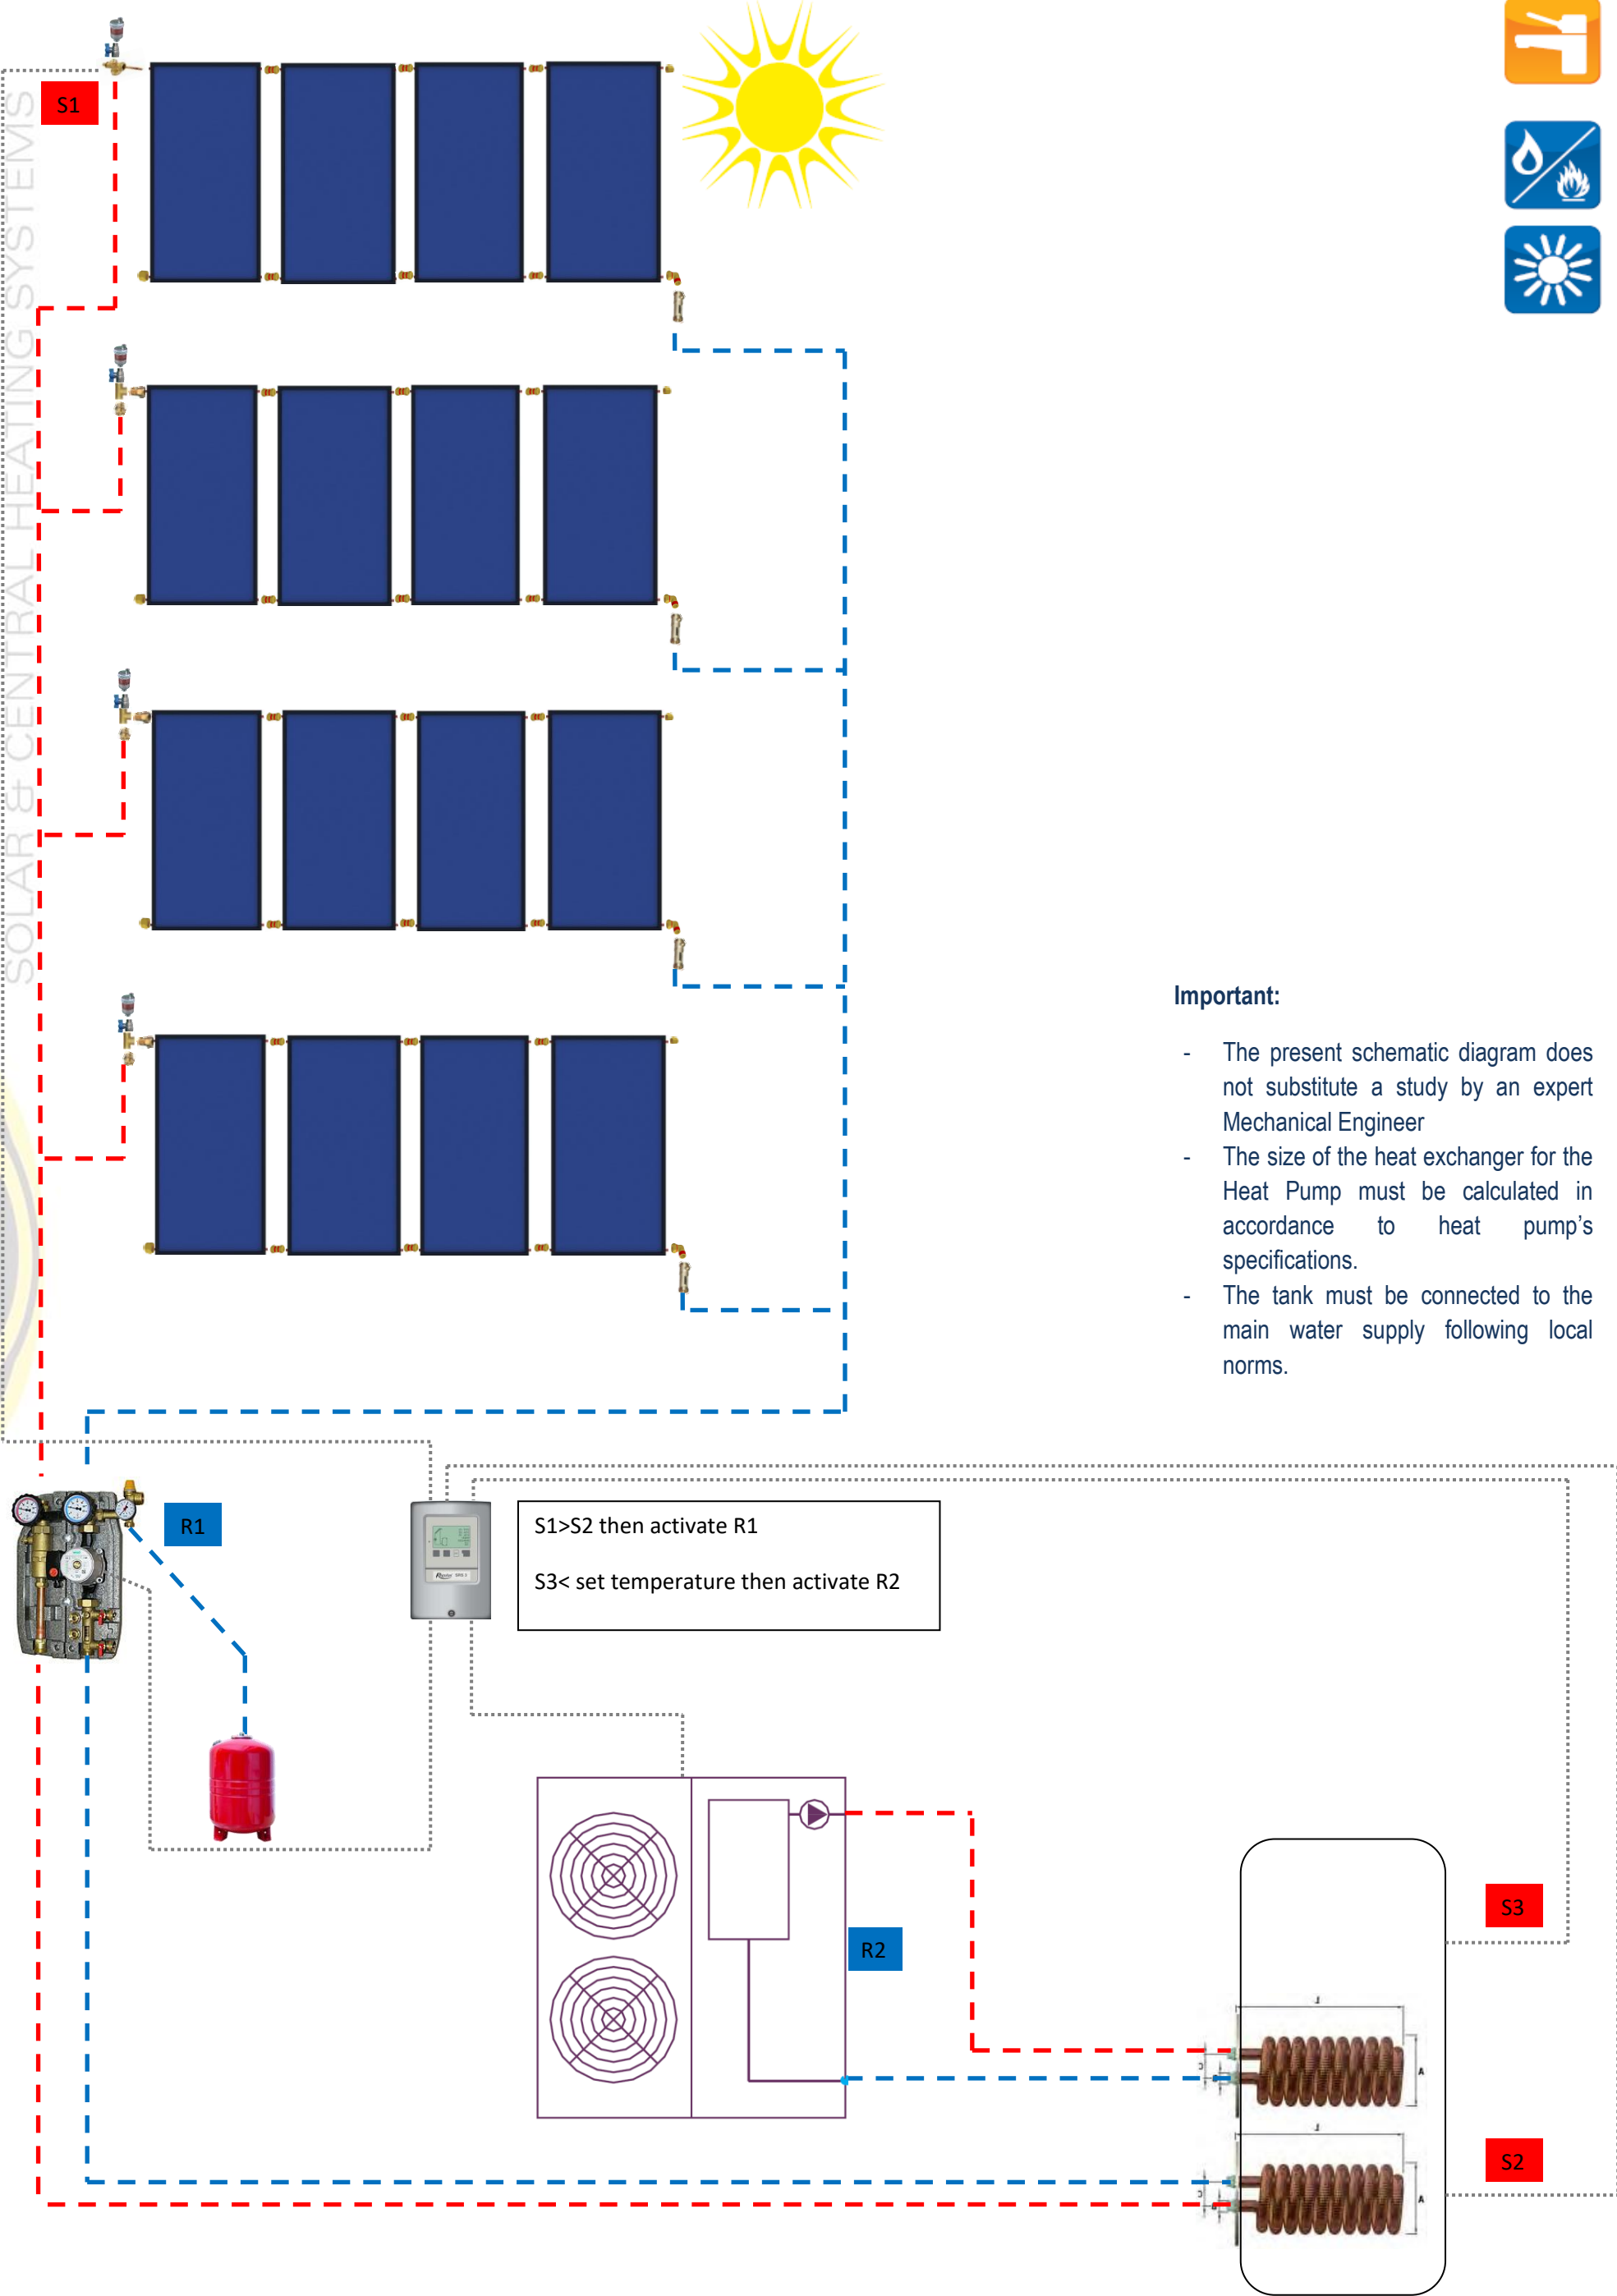 S1
SOLAR & CENTRAL HEATING SYSTEMS
Important:
- The present schematic diagram does
not substitute a study by an expert
Mechanical Engineer
- The size of the heat exchanger for the
Heat Pump must be calculated in
accordance to heat pump’s
specifications.
- The tank must be connected to the
main water supply following local
norms.
R1
S1>S2 then activate R1
S3< set temperature then activate R2
S3
R2
A
S2
A